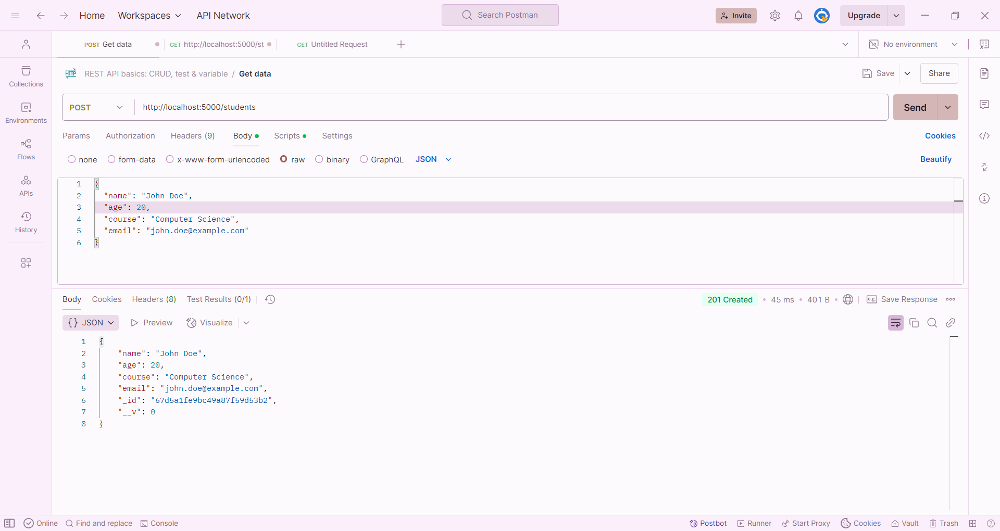 Home Workspaces API Network Search Postman Invite Upgrade
POST Get data GET http://localhost:5000/st GET Untitled Request No environment
HTTP REST API basics: CRUD, test & variable / Get data Save Share
Collections
Environments
Flows
APIs
History
POST http://localhost:5000/students Send
Params Authorization Headers (9) Body Scripts Settings Cookies
none form-data x-www-form-urlencoded raw binary GraphQL JSON Beautify
1 {
2 "name": "John Doe",
3 "age": 20,
4 "course": "Computer Science",
5 "email": "john.doe@example.com"
6 }
Body Cookies Headers (8) Test Results (0/1) 201 Created • 45 ms • 401 B • e.g. Save Response
{} JSON Preview Visualize
1 {
2 "name": "John Doe",
3 "age": 20,
4 "course": "Computer Science",
5 "email": "john.doe@example.com",
6 "_id": "67d5a1fe9bc49a87f59d53b2",
7 "__v": 0
8 }
Online Find and replace Console Postbot Runner Start Proxy Cookies Vault Trash